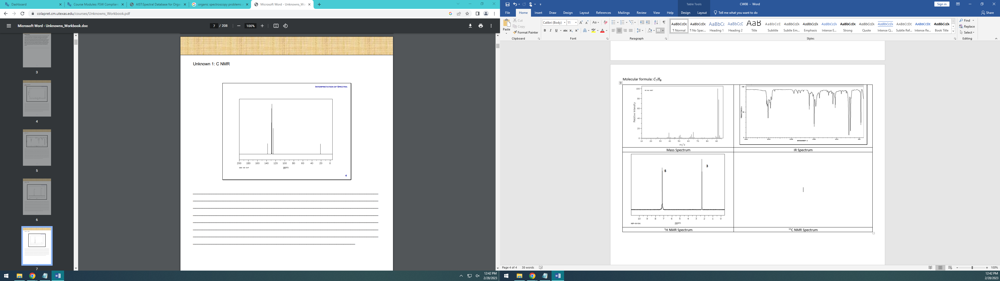 Dashboard
Course Modules: FSW Complianc
AIST:Spectral Database for Orga
organic spectroscopy problems a
Microsoft Word - Unknowns_Wo
colapret.cm.utexas.edu/courses/Unknowns_Workbook.pdf
Microsoft Word - Unknowns_Workbook.doc
7 / 208
100%
3
4
5
6
7
Unknown 1: C NMR
INTERPRETATION OF SPECTRA
200 180 160 140 120 100 80 60 40 20 0
ppm
4
12:42 PM
2/28/2023
Table Tools
CW08 - Word
Sign in
File Home Insert Draw Design Layout References Mailings Review View Help Design Layout Tell me what you want to do
Share
Paste
Cut
Copy
Format Painter
Calibri (Body) 11
AaBbCcDc AaBbCcDc AaBbCc AaBbCcC AaB AaBbCcC AaBbCcDc AaBbCcDc AaBbCcDc AaBbCcDc AaBbCcDc AaBbCcDc AABBCCDC AABBCCDC AaBbCcDc
¶ Normal ¶ No Spac... Heading 1 Heading 2 Title Subtitle Subtle Em... Emphasis Intense E... Strong Quote Intense Q... Subtle Ref... Intense Re... Book Title
Find
Replace
Select
Clipboard Font Paragraph Styles Editing
Molecular formula: C₇H₈
100
80
60
40
20
0
Relative Intensity
10 20 30 40 50 60 70 80 90
m/z
Mass Spectrum
IR Spectrum
5
3
10 9 8 7 6 5 4 3 2 1 0
ppm
¹H NMR Spectrum
¹³C NMR Spectrum
Page 4 of 4 38 words
100%
12:42 PM
2/28/2023